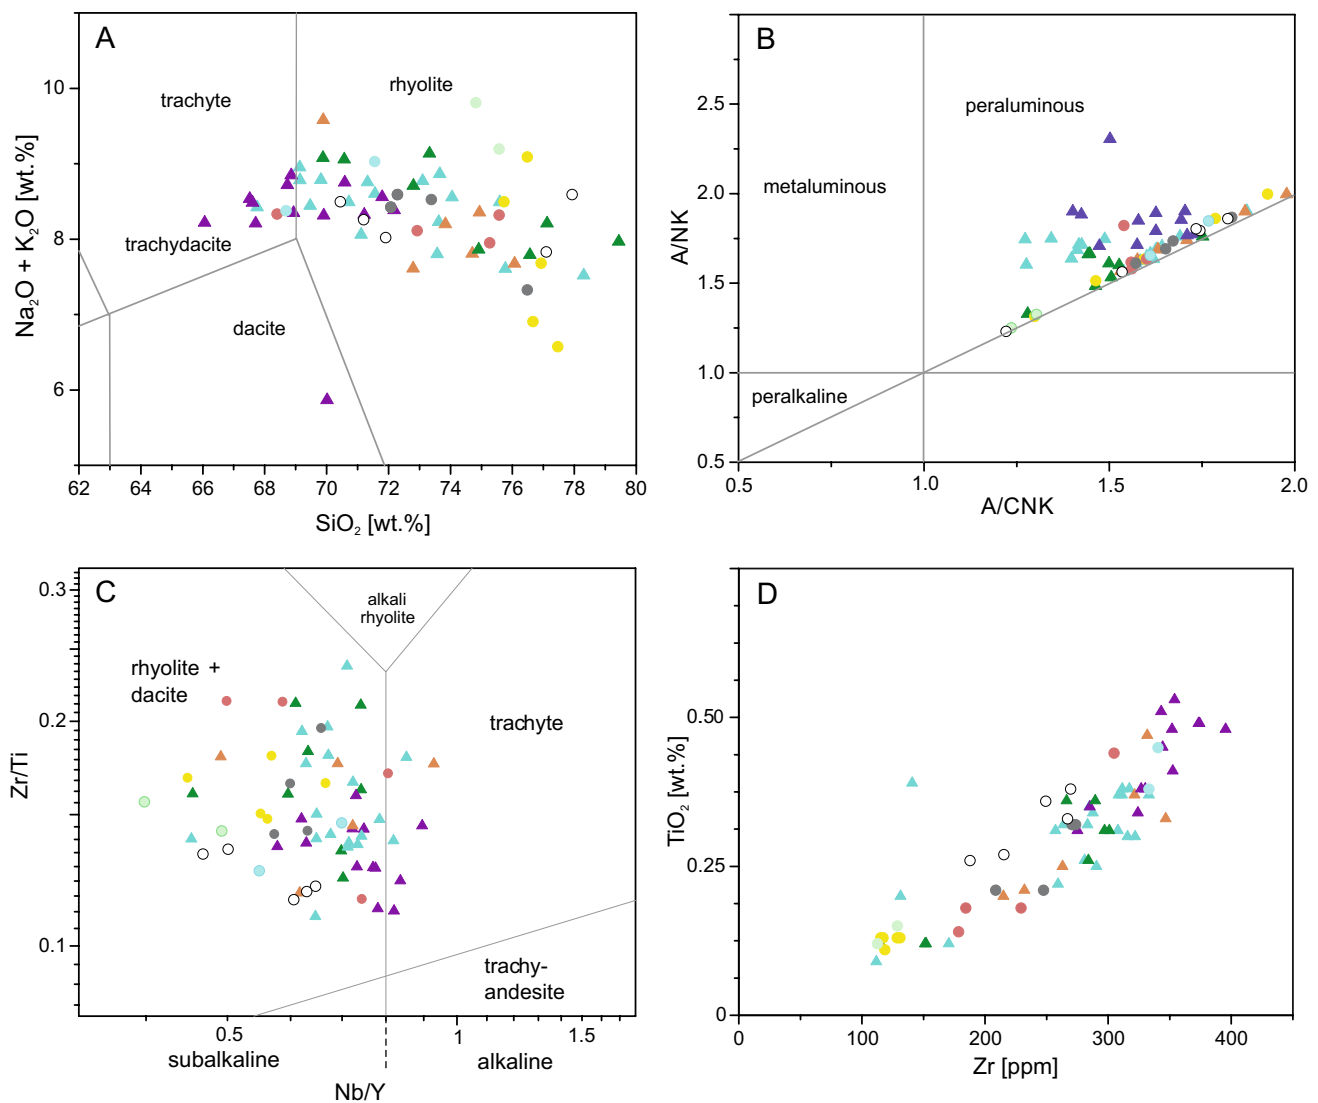 A
trachyte
rhyolite
trachydacite
dacite
10
8
6
62 64 66 68 70 72 74 76 78 80
SiO₂ [wt.%]
Na₂O + K₂O [wt.%]
B
peraluminous
metaluminous
peralkaline
2.5
2.0
1.5
1.0
0.5
0.5 1.0 1.5 2.0
A/CNK
A/NK
C
alkali
rhyolite
rhyolite +
dacite
trachyte
trachy-
andesite
0.3
0.2
0.1
0.5 1 1.5
subalkaline alkaline
Nb/Y
Zr/Ti
D
0.50
0.25
0
0 100 200 300 400
Zr [ppm]
TiO₂ [wt.%]